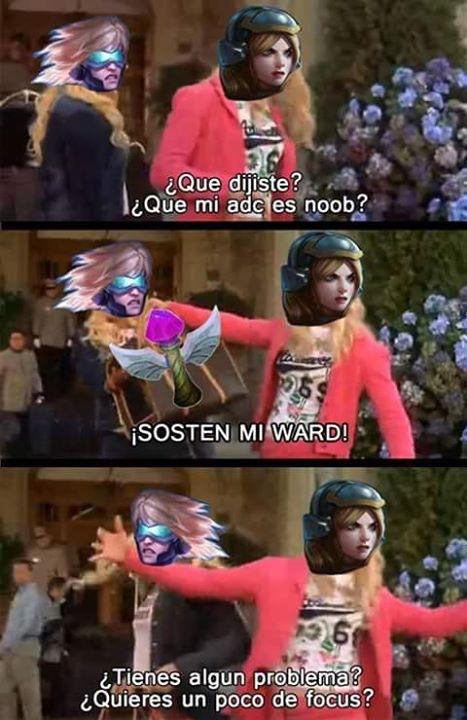 ¿Que dijiste?
¿Que mi adc es noob?
¡SOSTEN MI WARD!
¿Tienes algun problema?
¿Quieres un poco de focus?